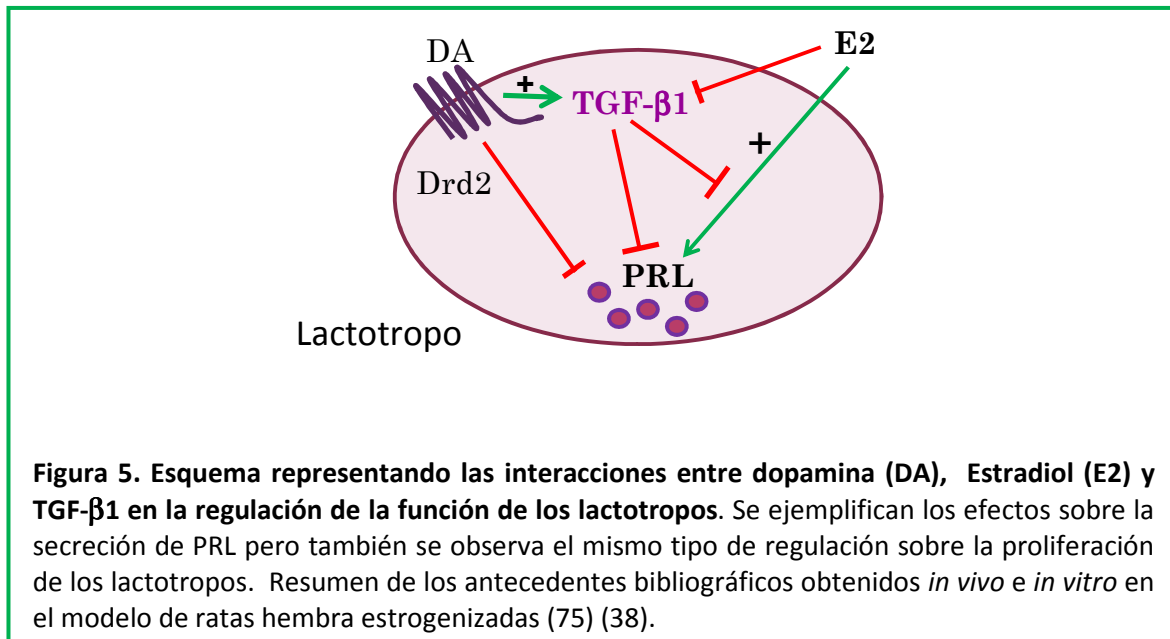 DA
E2
+
TGF-β1
+
Drd2
PRL
Lactotropo
Figura 5. Esquema representando las interacciones entre dopamina (DA), Estradiol (E2) y
TGF-β1 en la regulación de la función de los lactotropos. Se ejemplifican los efectos sobre la
secreción de PRL pero también se observa el mismo tipo de regulación sobre la proliferación
de los lactotropos. Resumen de los antecedentes bibliográficos obtenidos in vivo e in vitro en
el modelo de ratas hembra estrogenizadas (75) (38).